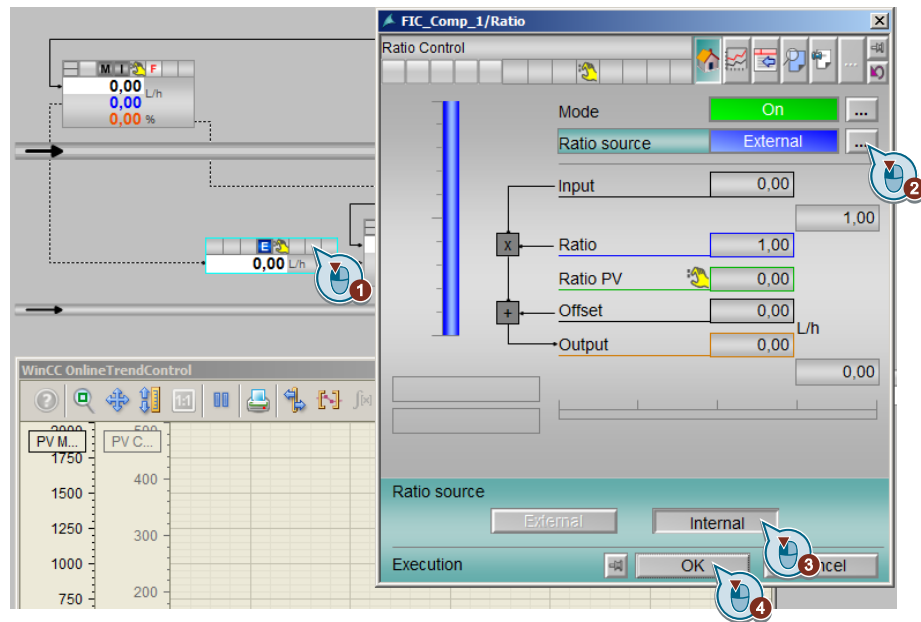 FIC_Comp_1/Ratio
Ratio Control
M I F
0,00 L/h
0,00
0,00 %
Mode On ...
Ratio source External ...
2
Input 0,00
1,00
x Ratio 1,00
Ratio PV 0,00
+ Offset 0,00
L/h
Output 0,00
0,00
E
0,00 L/h
1
WinCC OnlineTrendControl
1:1
PV M... PV C...
1750
1500
1250
1000
750
400
300
200
Ratio source
External Internal
3
Execution OK
4